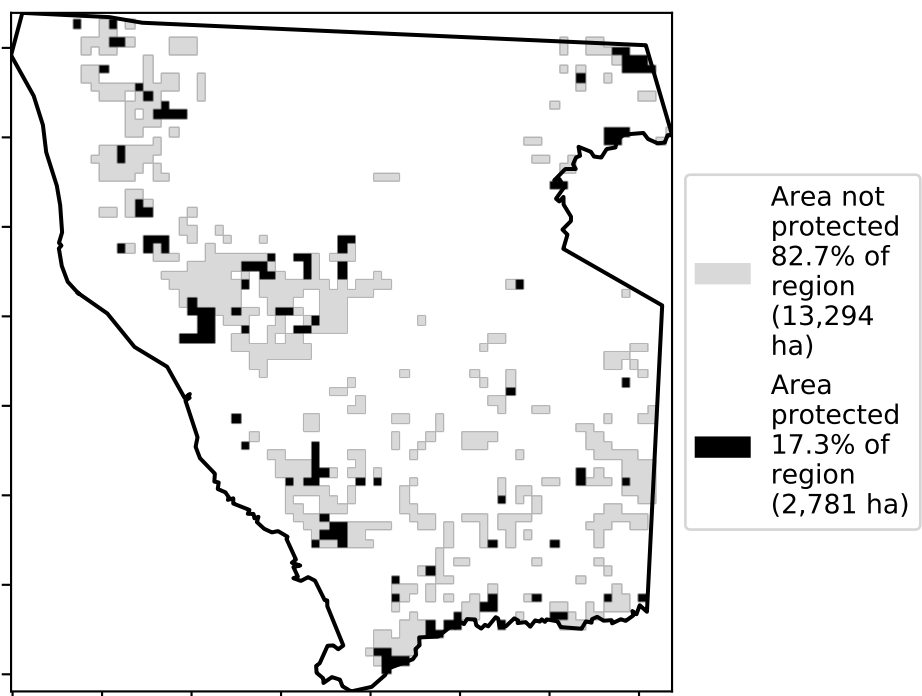 Area not
protected
82.7% of
region
(13,294
ha)
Area
protected
17.3% of
region
(2,781 ha)